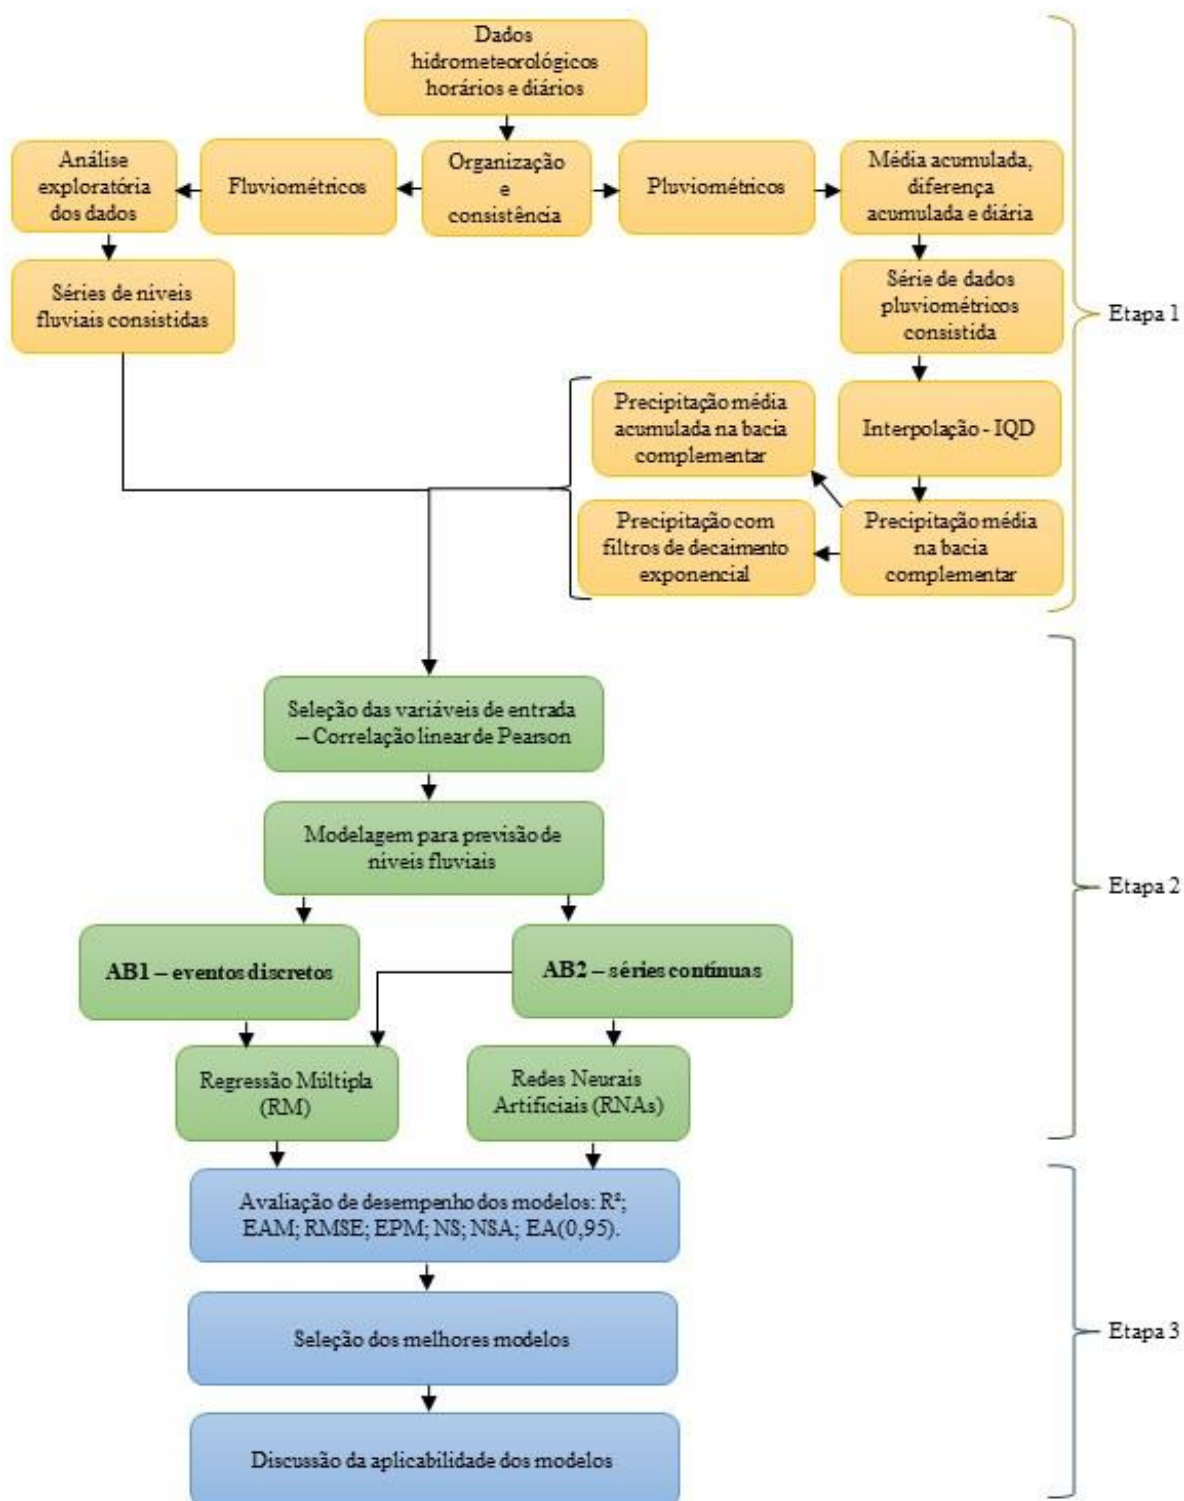 Dados
hidrometeorológicos
horários e diários
Análise
exploratória
dos dados
Fluviométricos
Organização
e
consistência
Pluviométricos
Média acumulada,
diferença
acumulada e diária
Séries de níveis
fluviais consistidas
Série de dados
pluviométricos
consistida
Etapa 1
Precipitação média
acumulada na bacia
complementar
Interpolação - IQD
Precipitação com
filtros de decaimento
exponencial
Precipitação média
na bacia
complementar
Seleção das variáveis de entrada
– Correlação linear de Pearson
Modelagem para previsão de
níveis fluviais
Etapa 2
AB1 – eventos discretos
AB2 – séries contínuas
Regressão Múltipla
(RM)
Redes Neurais
Artificiais (RNAs)
Avaliação de desempenho dos modelos: R²;
EAM; RMSE; EPM; NS; NSA; EA(0,95).
Seleção dos melhores modelos
Etapa 3
Discussão da aplicabilidade dos modelos